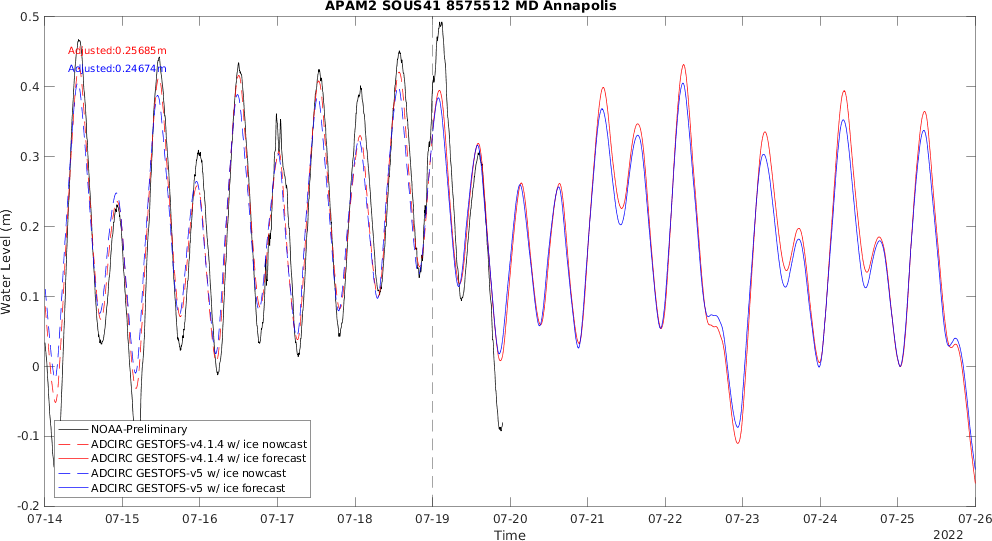 APAM2 SOUS41 8575512 MD Annapolis
0.5
0.4
0.3
0.2
0.1
0
-0.1
-0.2
Water Level (m)
Adjusted:0.25685m
Adjusted:0.24674m
NOAA-Preliminary
ADCIRC GESTOFS-v4.1.4 w/ ice nowcast
ADCIRC GESTOFS-v4.1.4 w/ ice forecast
ADCIRC GESTOFS-v5 w/ ice nowcast
ADCIRC GESTOFS-v5 w/ ice forecast
07-14 07-15 07-16 07-17 07-18 07-19 07-20 07-21 07-22 07-23 07-24 07-25 07-26
Time
2022